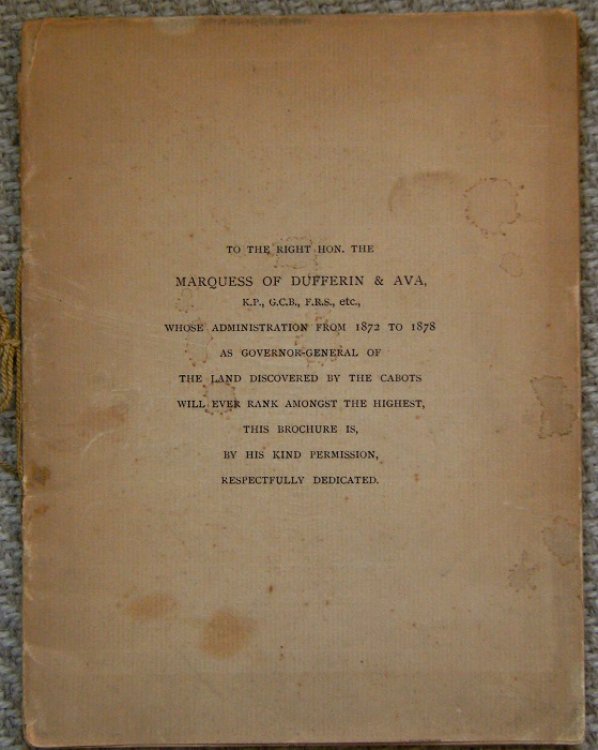 TO THE RIGHT HON. THE
MARQUESS OF DUFFERIN & AVA,
K.P., G.C.B., F.R.S., etc.,
WHOSE ADMINISTRATION FROM 1872 TO 1878
AS GOVERNOR-GENERAL OF
THE LAND DISCOVERED BY THE CABOTS
WILL EVER RANK AMONGST THE HIGHEST,
THIS BROCHURE IS,
BY HIS KIND PERMISSION,
RESPECTFULLY DEDICATED.